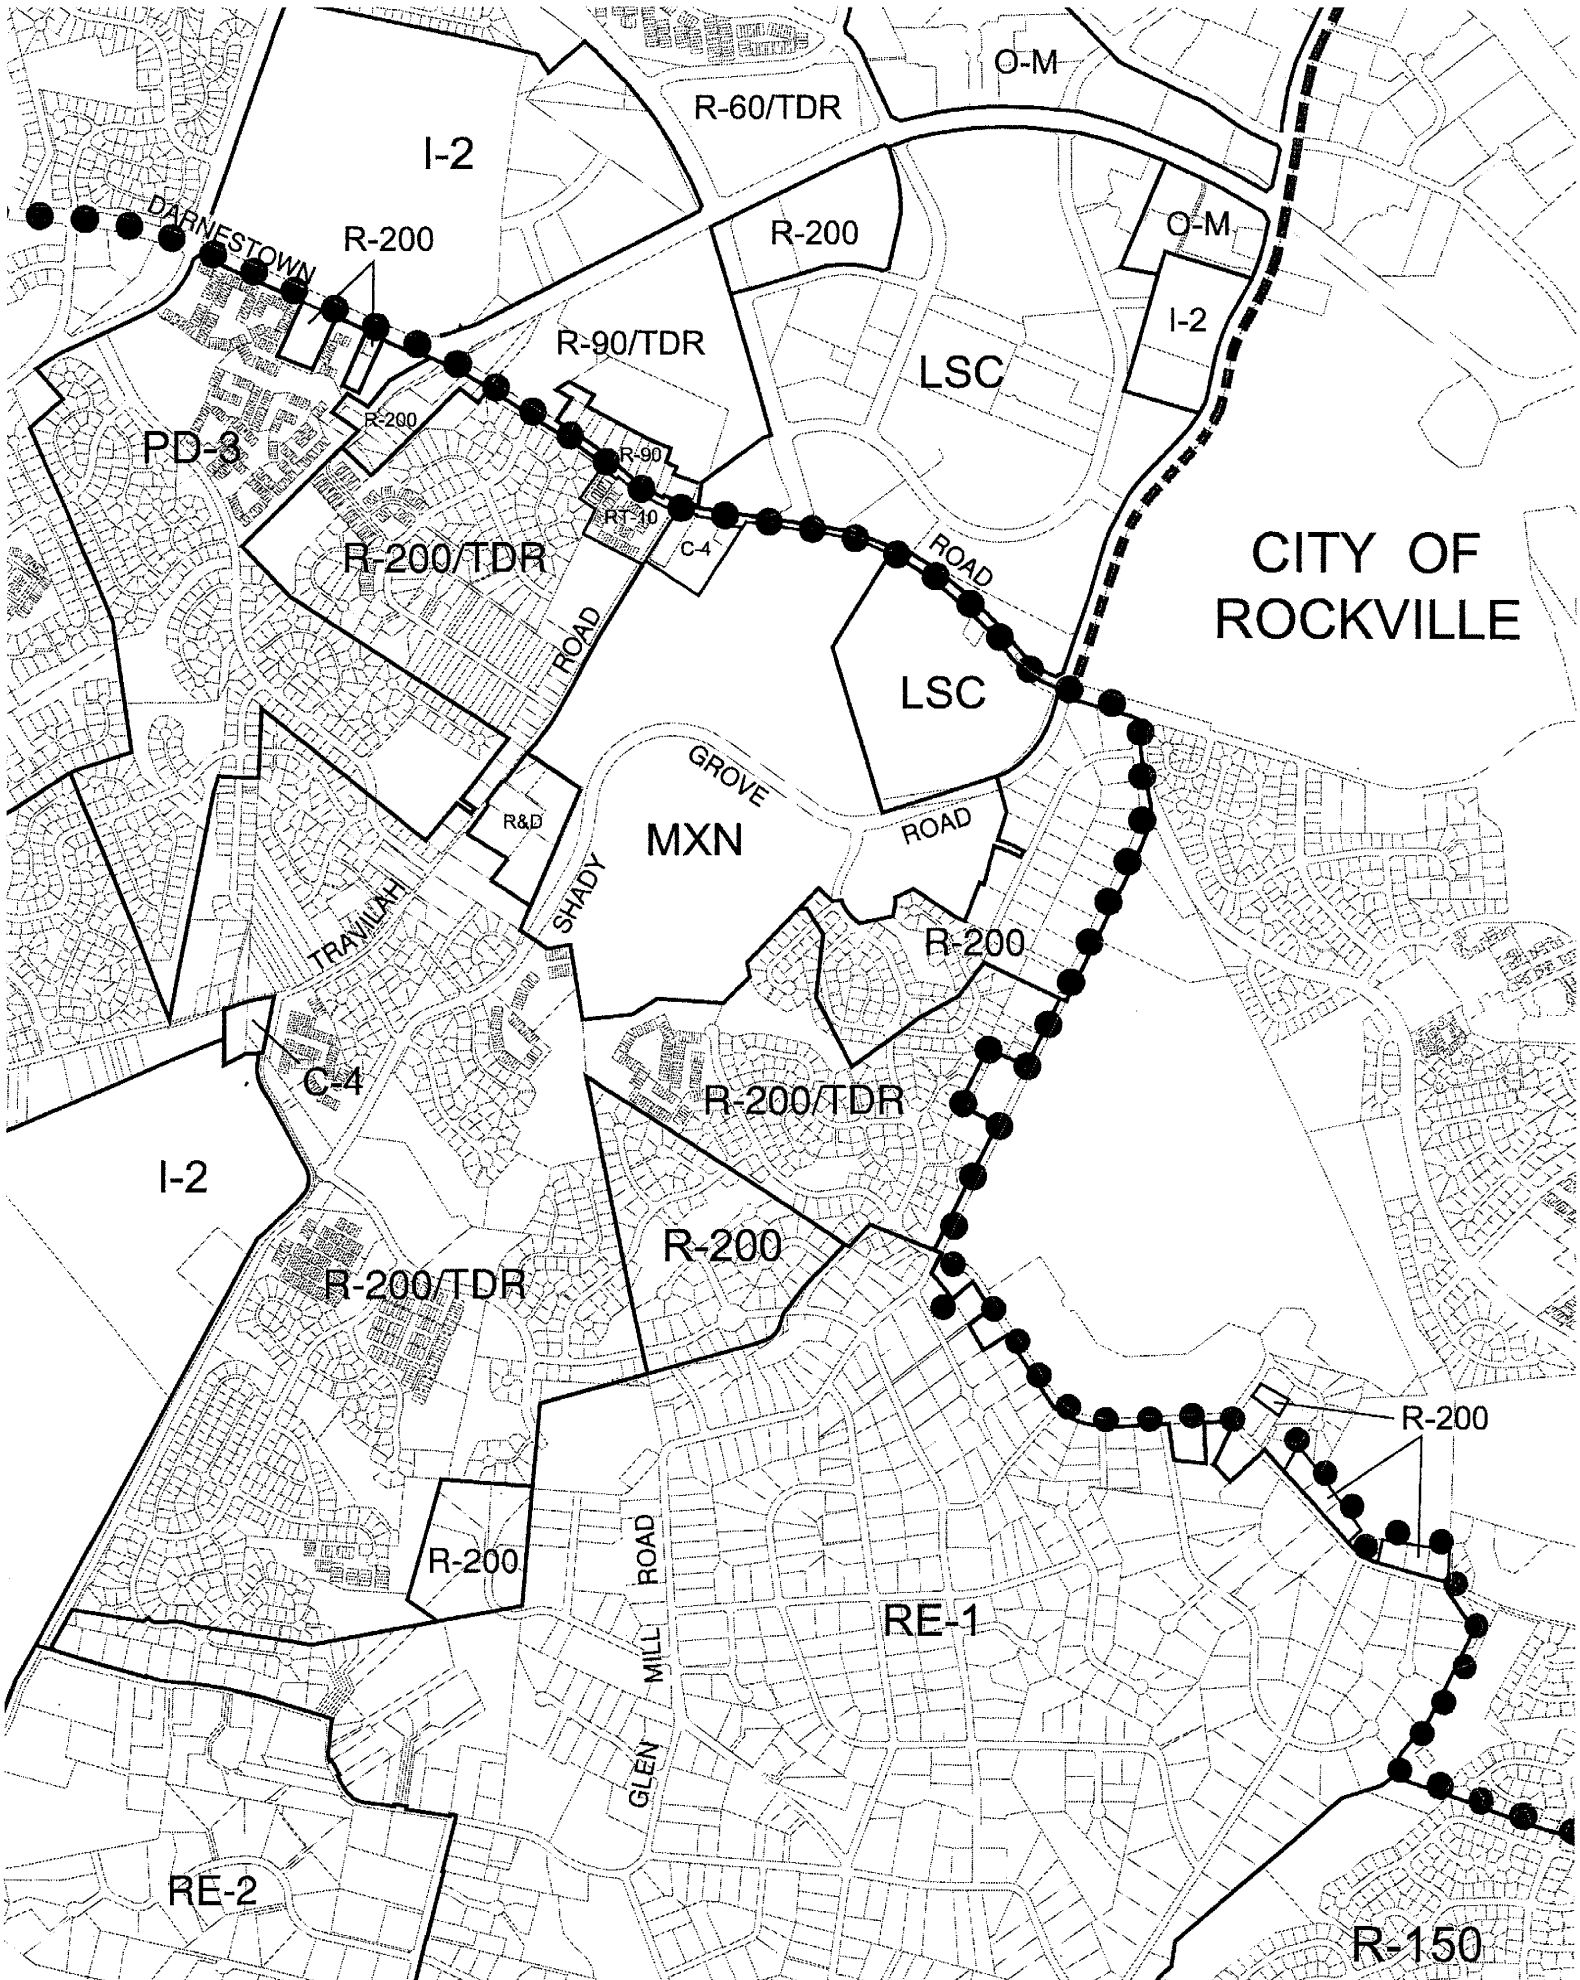 O-M
R-60/TDR
I-2
DARNESTOWN
R-200
R-200
O-M
I-2
R-90/TDR
LSC
R-200
PD-3
R-90
RT-10
C-4
R-200/TDR
ROAD
CITY OF
ROCKVILLE
ROAD
LSC
GROVE
ROAD
R&D
MXN
SHADY
TRAVILAH
R-200
C-4
R-200/TDR
I-2
R-200
R-200/TDR
R-200
R-200
ROAD
RE-1
MILL
GLEN
RE-2
R-150